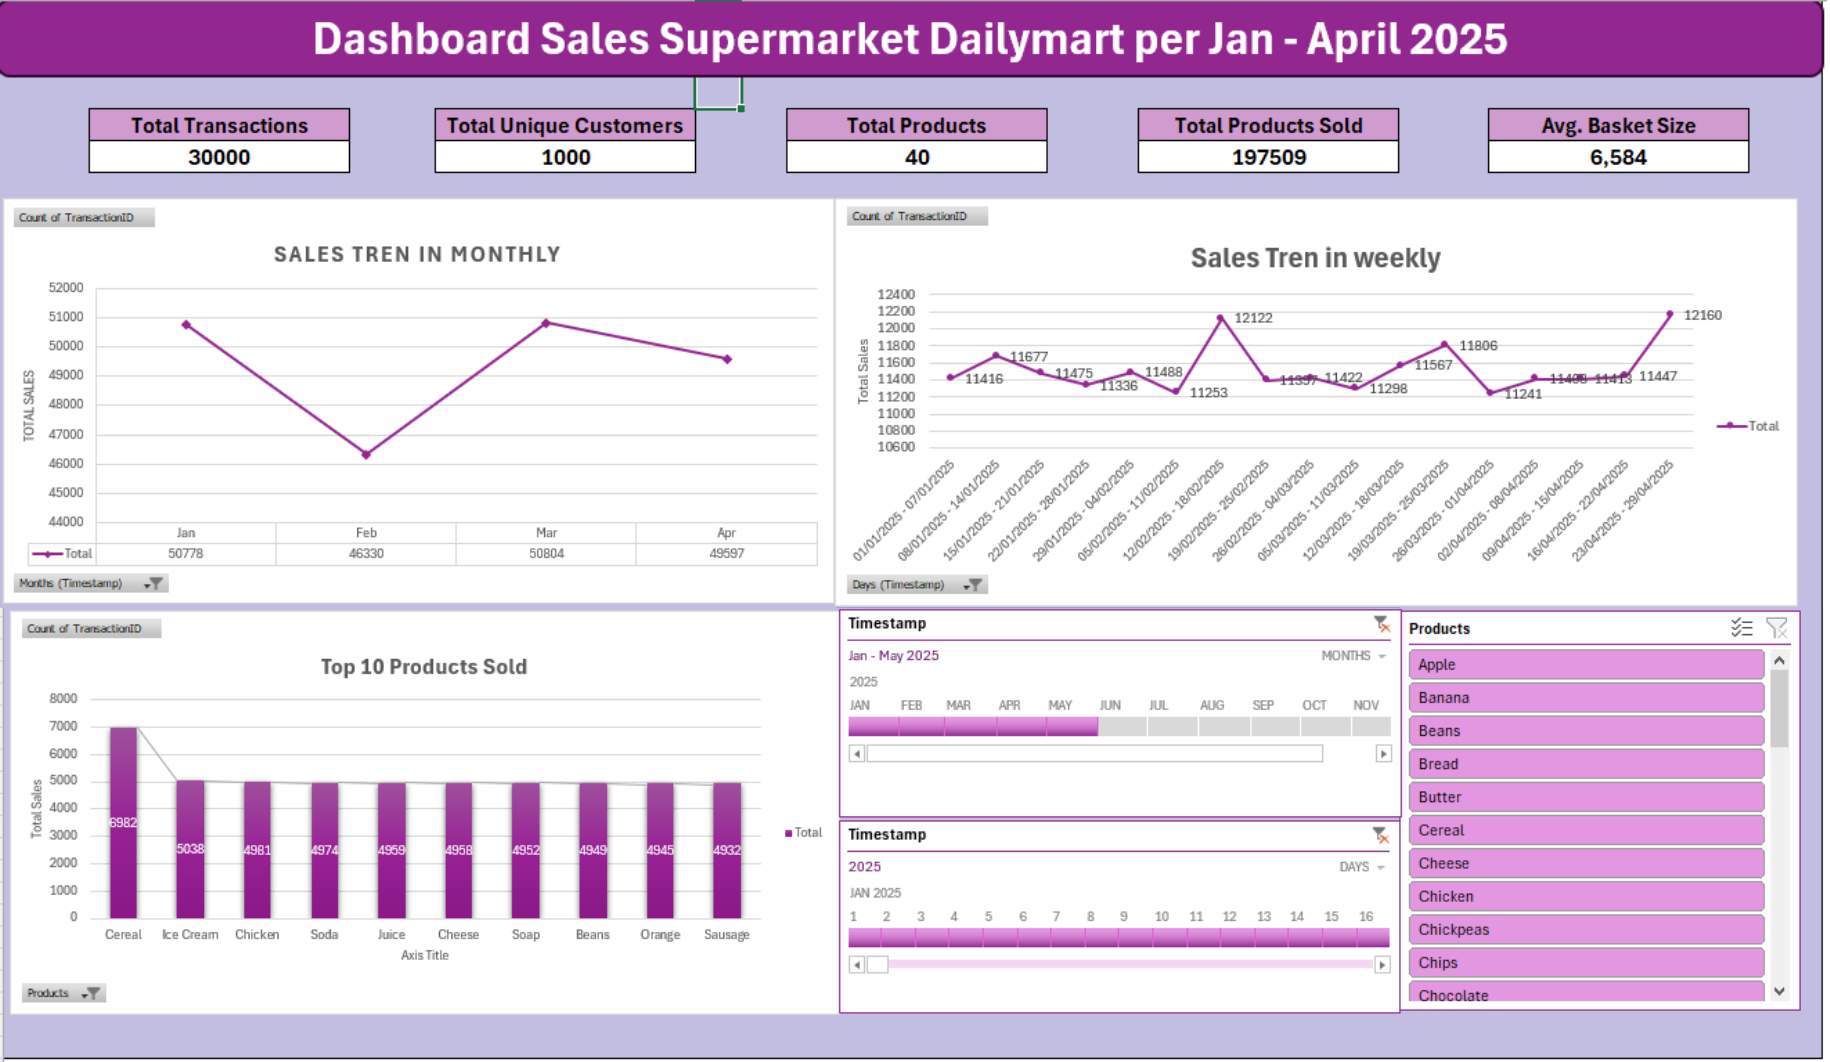 Dashboard Sales Supermarket Dailymart per Jan - April 2025
Total Transactions
30000
Total Unique Customers
1000
Total Products
40
Total Products Sold
197509
Avg. Basket Size
6,584
Count of TransactionID
SALES TREN IN MONTHLY
TOTAL SALES
52000
51000
50000
49000
48000
47000
46000
45000
44000
Jan Feb Mar Apr
Total 50778 46330 50804 49597
Months (Timestamp)
Count of TransactionID
Sales Tren in weekly
Total Sales
12400
12200
12000
11800
11600
11400
11200
11000
10800
10600
11416 11677 11475 11336 11488 11253 12122 11422 11298 11567 11806 11241 11413 11447 12160
Total
01/01/2025 - 07/01/2025
08/01/2025 - 14/01/2025
15/01/2025 - 21/01/2025
22/01/2025 - 28/01/2025
29/01/2025 - 04/02/2025
05/02/2025 - 11/02/2025
12/02/2025 - 18/02/2025
19/02/2025 - 25/02/2025
26/02/2025 - 04/03/2025
05/03/2025 - 11/03/2025
12/03/2025 - 18/03/2025
19/03/2025 - 25/03/2025
26/03/2025 - 01/04/2025
02/04/2025 - 08/04/2025
09/04/2025 - 15/04/2025
16/04/2025 - 22/04/2025
23/04/2025 - 29/04/2025
Days (Timestamp)
Count of TransactionID
Top 10 Products Sold
Total Sales
8000
7000
6000
5000
4000
3000
2000
1000
0
6982 5038 4981 4974 4959 4958 4952 4949 4945 4932
Total
Cereal Ice Cream Chicken Soda Juice Cheese Soap Beans Orange Sausage
Axis Title
Products
Timestamp
Jan - May 2025 MONTHS
2025
JAN FEB MAR APR MAY JUN JUL AUG SEP OCT NOV
Timestamp
2025 DAYS
JAN 2025
1 2 3 4 5 6 7 8 9 10 11 12 13 14 15 16
Products
Apple
Banana
Beans
Bread
Butter
Cereal
Cheese
Chicken
Chickpeas
Chips
Chocolate